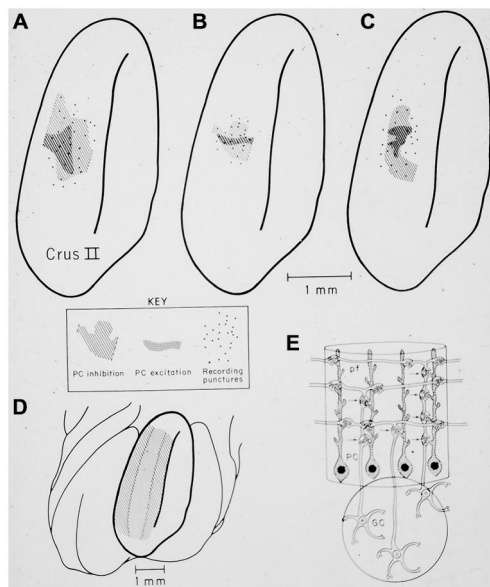 A
B
C
Crus II
1 mm
KEY
PC inhibition
PC excitation
Recording
punctures
D
1 mm
E
pf
PC
GC